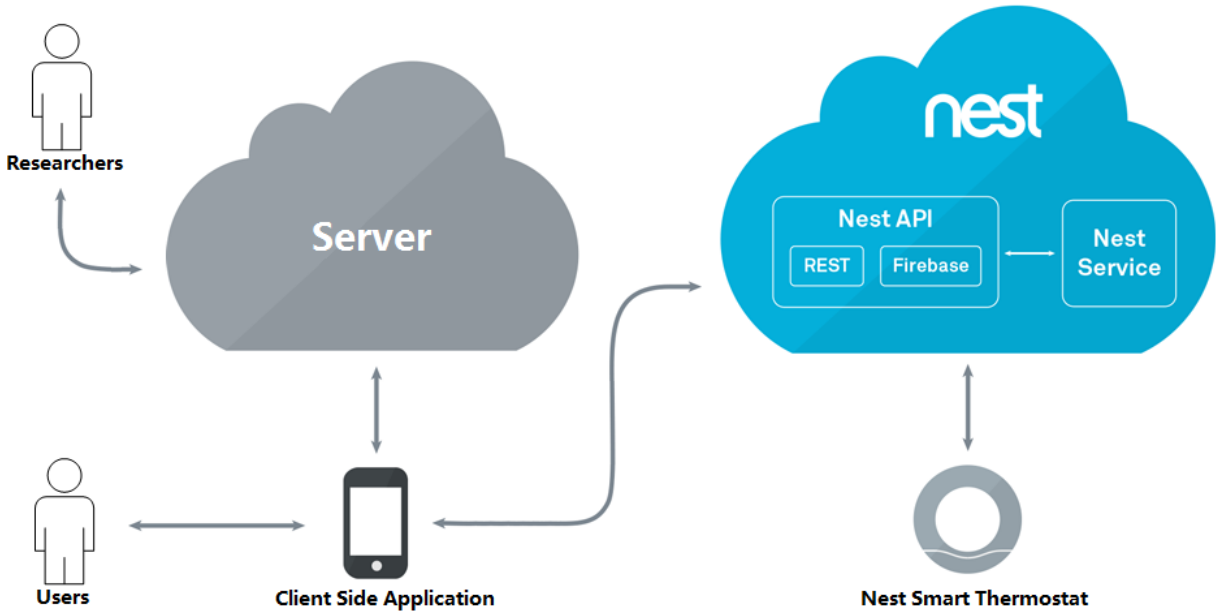 Researchers
Server
nest
Nest API
REST
Firebase
Nest
Service
Users
Client Side Application
Nest Smart Thermostat